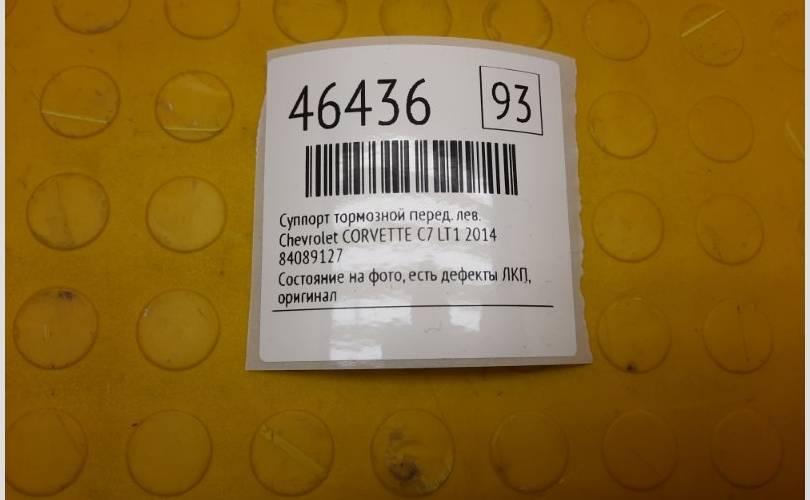 46436 93
Суппорт тормозной перед. лев.
Chevrolet CORVETTE C7 LT1 2014
84089127
Состояние на фото, есть дефекты ЛКП,
оригинал